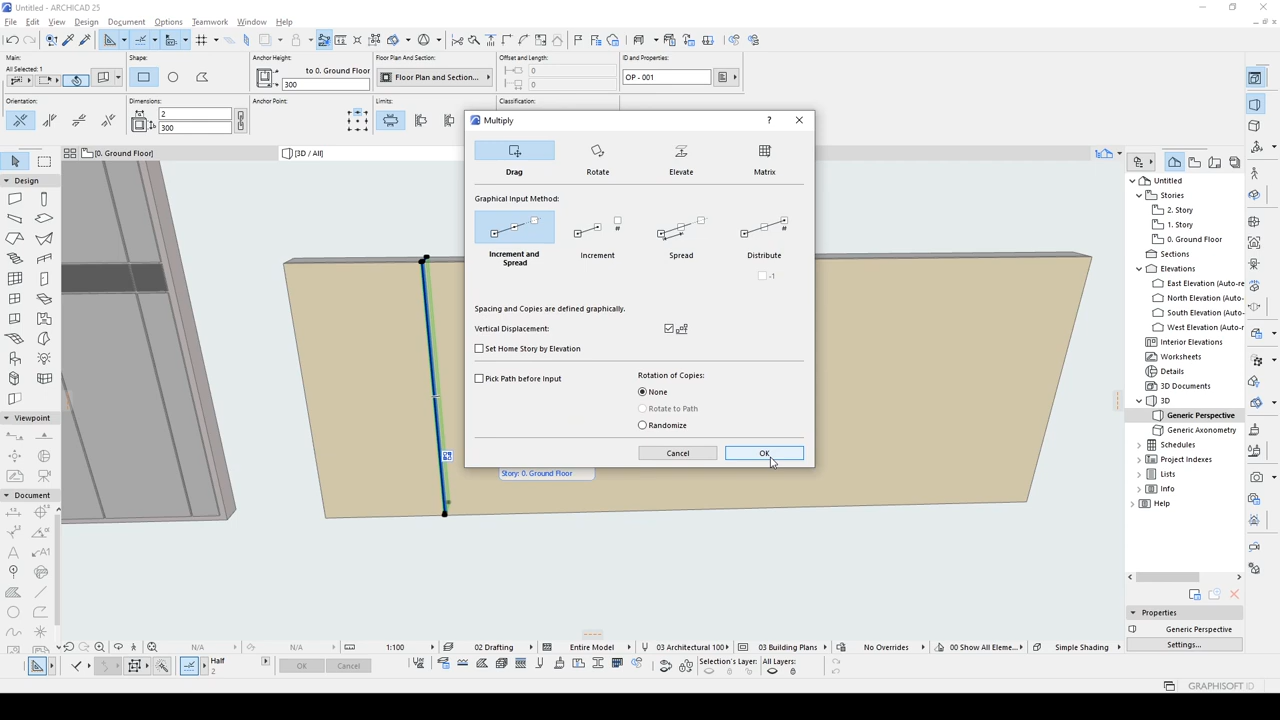 Untitled - ARCHICAD 25
File Edit View Design Document Options Teamwork Window Help
Main:
All Selected: 1
Shape:
Anchor Height:
to 0. Ground Floor
300
Floor Plan and Section:
Floor Plan and Section...
Offset and Length:
0
0
ID and Properties:
OP - 001
Orientation:
Dimensions:
2
300
Anchor Point:
Limits:
Classification:
[0. Ground Floor]
[3D / All]
Design
Viewpoint
Document
Multiply
?
Drag
Rotate
Elevate
Matrix
Graphical Input Method:
Increment and Spread
Increment
Spread
Distribute
-1
Spacing and Copies are defined graphically.
Vertical Displacement:
Set Home Story by Elevation
Pick Path before Input
Rotation of Copies:
None
Rotate to Path
Randomize
Cancel
OK
Story: 0. Ground Floor
Untitled
Stories
2. Story
1. Story
0. Ground Floor
Sections
Elevations
East Elevation (Auto-re
North Elevation (Auto-
South Elevation (Auto-
West Elevation (Auto-r
Interior Elevations
Worksheets
Details
3D Documents
3D
Generic Perspective
Generic Axonometry
Schedules
Project Indexes
Lists
Info
Help
Properties
Generic Perspective
Settings...
N/A
N/A
1:100
02 Drafting
Entire Model
03 Architectural 100
03 Building Plans
No Overrides
00 Show All Eleme...
Simple Shading
Half
2
OK
Cancel
Selection's Layer:
All Layers:
GRAPHISOFT ID